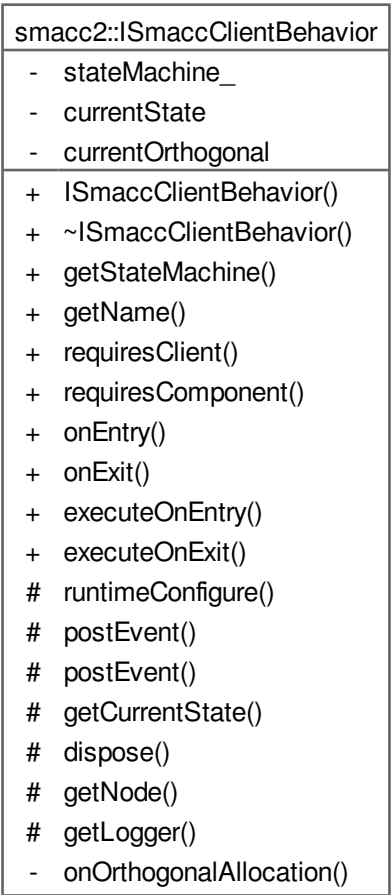 smacc2::ISmaccClientBehavior
- stateMachine_
- currentState
- currentOrthogonal
+ ISmaccClientBehavior()
+ ~ISmaccClientBehavior()
+ getStateMachine()
+ getName()
+ requiresClient()
+ requiresComponent()
+ onEntry()
+ onExit()
+ executeOnEntry()
+ executeOnExit()
# runtimeConfigure()
# postEvent()
# postEvent()
# getCurrentState()
# dispose()
# getNode()
# getLogger()
- onOrthogonalAllocation()